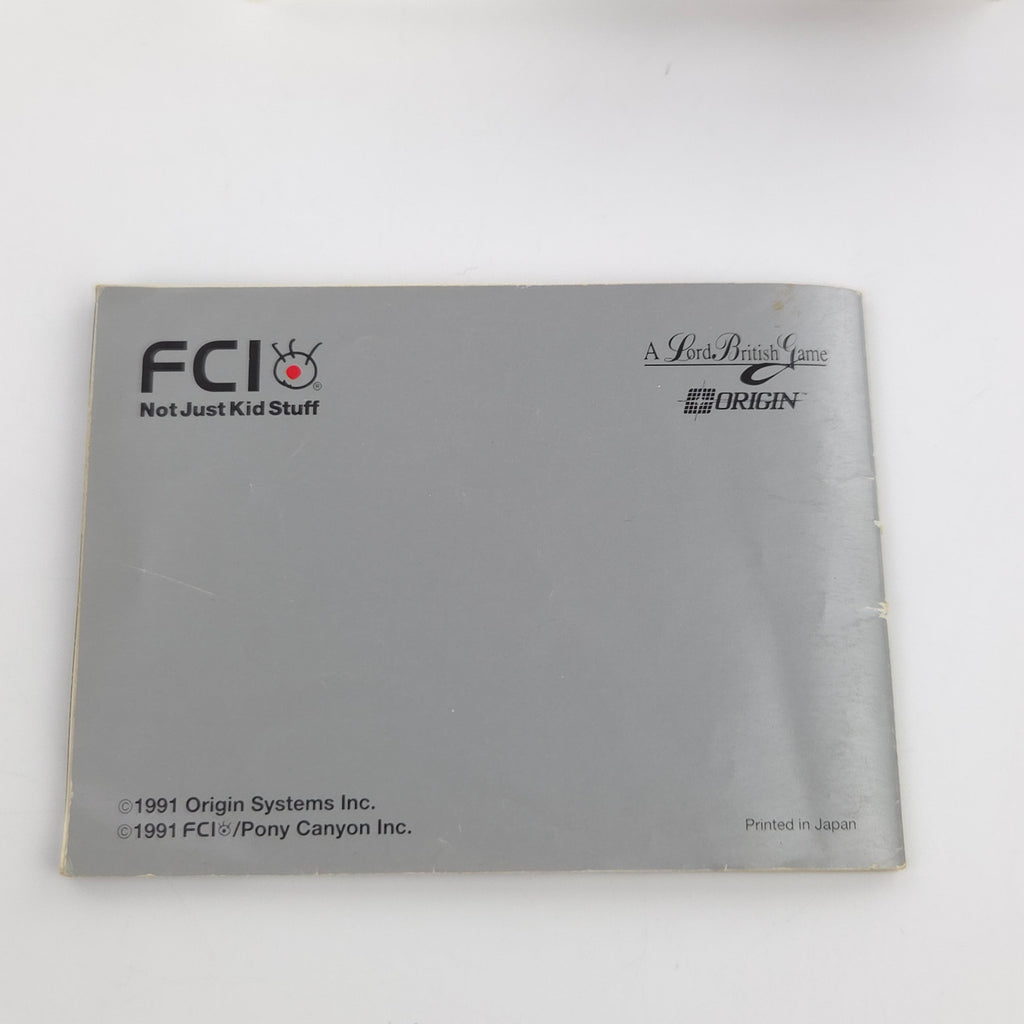 FCI®
Not Just Kid Stuff
A Lord British Game
ORIGIN™
©1991 Origin Systems Inc.
©1991 FCI/Pony Canyon Inc.
Printed in Japan